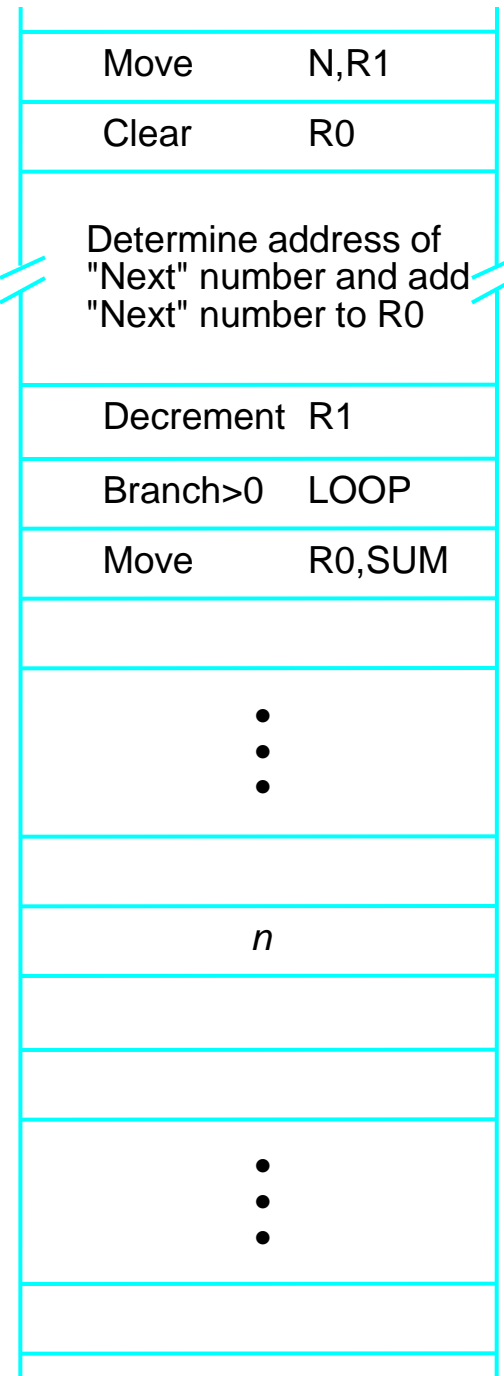 Move N,R1
Clear R0
Determine address of
"Next" number and add
"Next" number to R0
Decrement R1
Branch>0 LOOP
Move R0,SUM
•
•
•
n
•
•
•